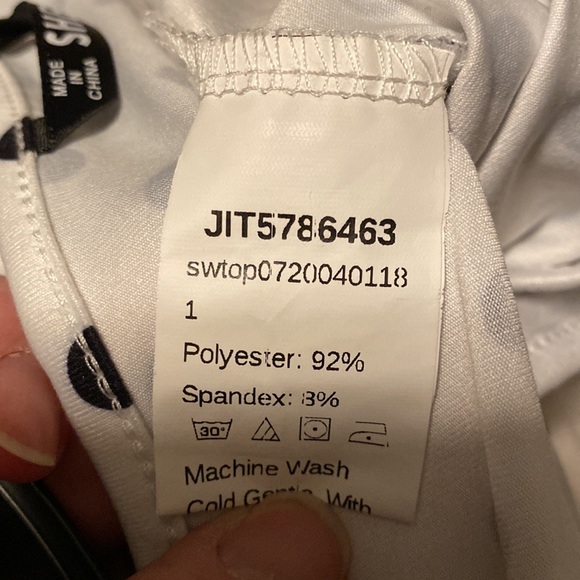 MADE
IN
CHINA
JIT5786463
swtop0720040118
1
Polyester: 92%
Spandex: 8%
30°
Machine Wash
Cold Gentle, With